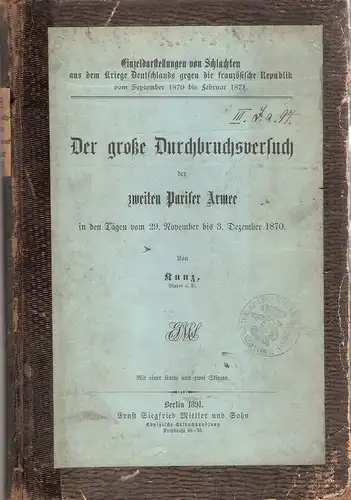 Einzeldarstellungen von Schlachten
aus dem Kriege Deutschlands gegen die französische Republik
vom September 1870 bis Februar 1871.
III. J. a. 94.
Der große Durchbruchsversuch
der
zweiten Pariser Armee
in den Tagen vom 29. November bis 3. Dezember 1870.
Von
Kunz,
Major a. D.
Mit einer Karte und zwei Skizzen.
Berlin 1891.
Ernst Siegfried Mittler und Sohn
Königliche Hofbuchhandlung
Kochstraße 68–70.